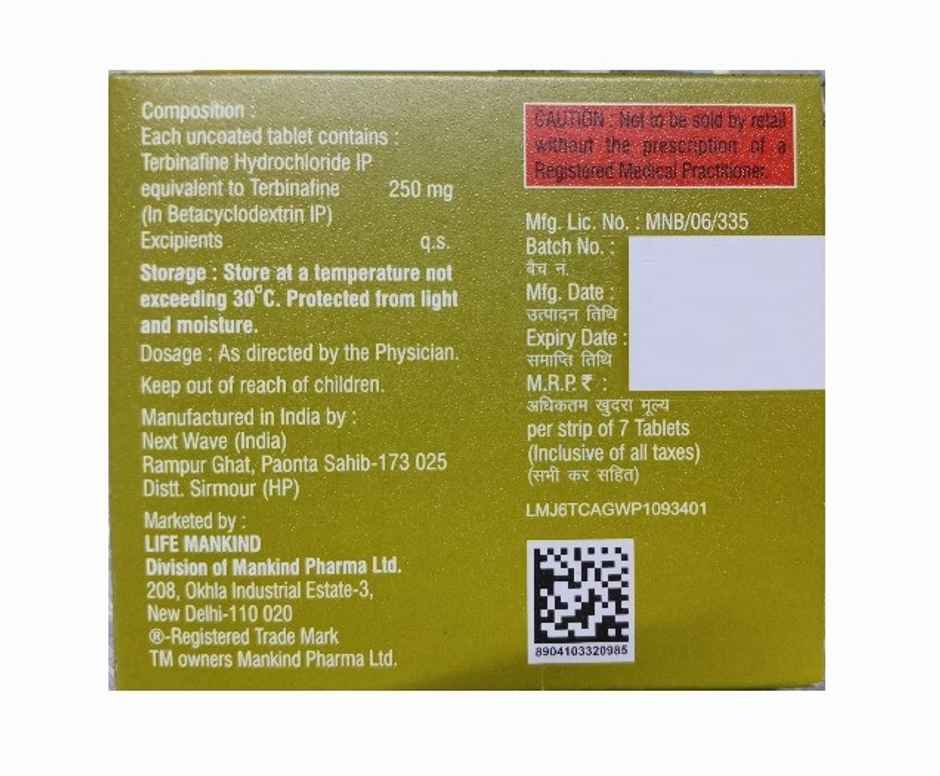 Composition :
Each uncoated tablet contains :
Terbinafine Hydrochloride IP
equivalent to Terbinafine 250 mg
(In Betacyclodextrin IP)
Excipients q.s.
Storage : Store at a temperature not
exceeding 30°C. Protected from light
and moisture.
Dosage : As directed by the Physician.
Keep out of reach of children.
Manufactured in India by :
Next Wave (India)
Rampur Ghat, Paonta Sahib-173 025
Distt. Sirmour (HP)
Marketed by :
LIFE MANKIND
Division of Mankind Pharma Ltd.
208, Okhla Industrial Estate-3,
New Delhi-110 020
®-Registered Trade Mark
TM owners Mankind Pharma Ltd.
CAUTION : Not to be sold by retail
without the prescription of a
Registered Medical Practitioner.
Mfg. Lic. No. : MNB/06/335
Batch No. :
बैच नं.
Mfg. Date :
उत्पादन तिथि
Expiry Date :
समाप्ति तिथि
M.R.P. ₹ :
अधिकतम खुदरा मूल्य
per strip of 7 Tablets
(Inclusive of all taxes)
(सभी कर सहित)
LMJ6TCAGWP1093401
8904103320985